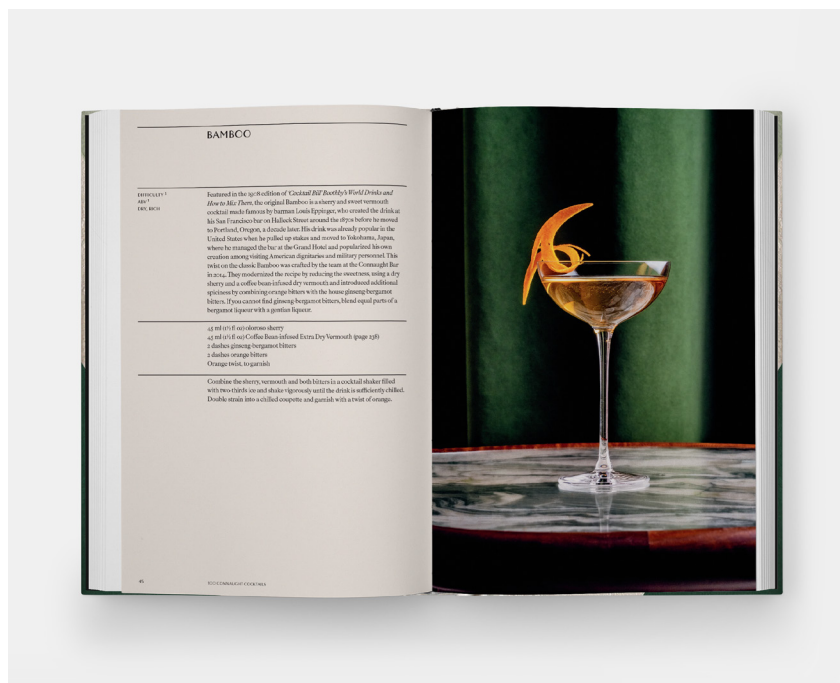 BAMBOO
DIFFICULTY
ABV
DRY, RICH
Featured in the 1908 edition of 'Cocktail Bill' Boothby's World Drinks and
How to Mix Them, the original Bamboo is a sherry and sweet vermouth
cocktail made famous by barman Louis Eppinger, who created the drink at
his San Francisco bar on Halleck Street around the 1870s before he moved
to Portland, Oregon, a decade later. His drink was already popular in the
United States when he pulled up stakes and moved to Yokohama, Japan,
where he managed the bar at the Grand Hotel and popularized his own
creation among visiting American dignitaries and military personnel. This
twist on the classic Bamboo was crafted by the team at the Connaught Bar
in 2014. They modernized the recipe by reducing the sweetness, using a dry
sherry and a coffee bean-infused dry vermouth and introduced additional
spiciness by combining orange bitters with the house ginseng-bergamot
bitters. If you cannot find ginseng-bergamot bitters, blend equal parts of a
bergamot liqueur with a gentian liqueur.
45 ml (1½ fl oz) oloroso sherry
45 ml (1½ fl oz) Coffee Bean-infused Extra Dry Vermouth (page 238)
2 dashes ginseng-bergamot bitters
2 dashes orange bitters
Orange twist, to garnish
Combine the sherry, vermouth and both bitters in a cocktail shaker filled
with two-thirds ice and shake vigorously until the drink is sufficiently chilled.
Double strain into a chilled coupette and garnish with a twist of orange.